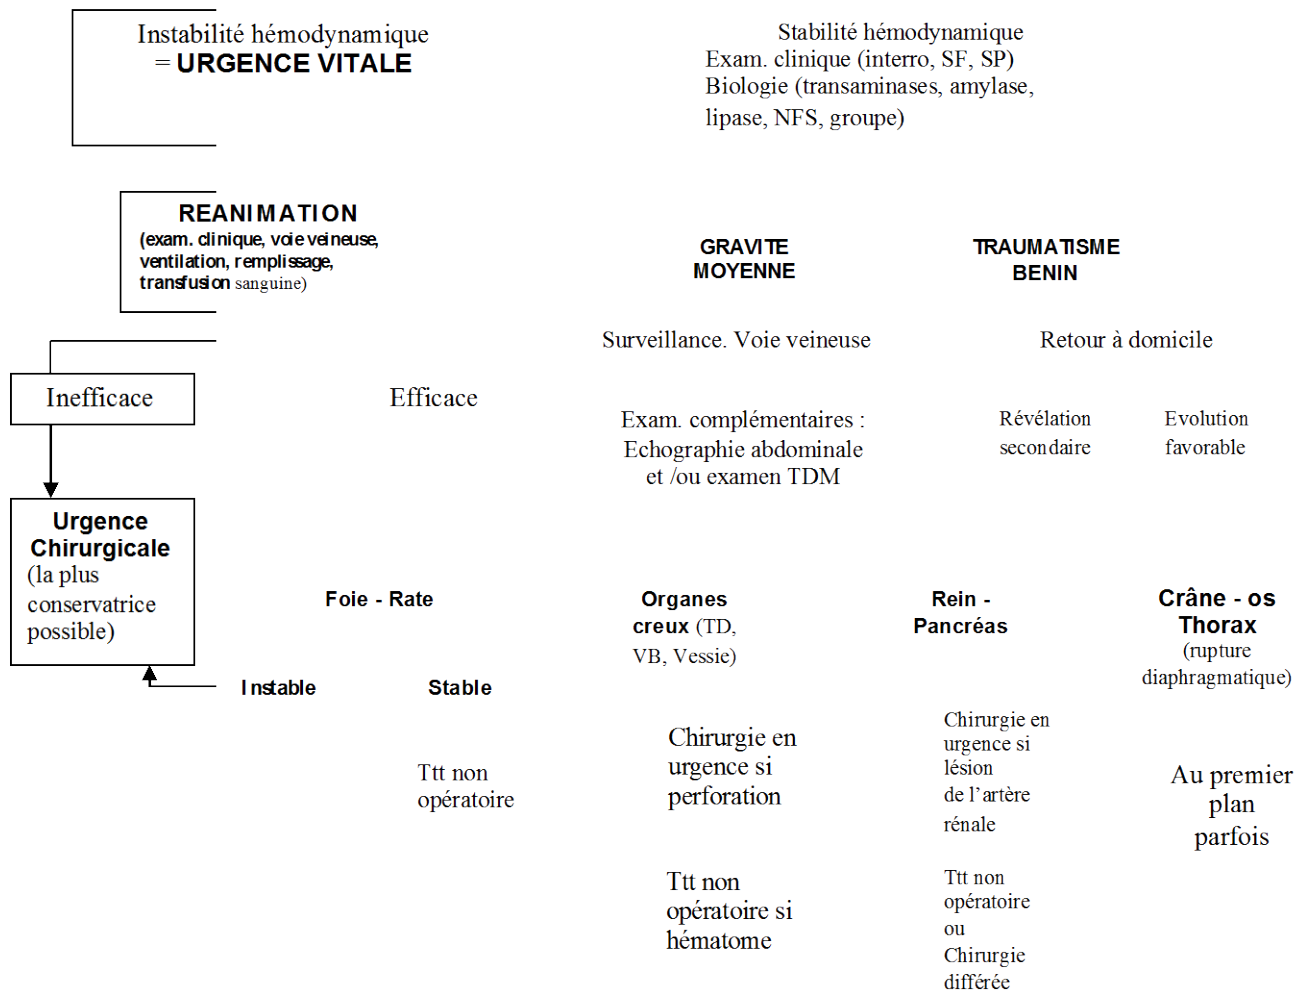 Instabilité hémodynamique
= URGENCE VITALE
Stabilité hémodynamique
Exam. clinique (interro, SF, SP)
Biologie (transaminases, amylase,
lipase, NFS, groupe)
REANIMATION
(exam. clinique, voie veineuse,
ventilation, remplissage,
transfusion sanguine)
GRAVITE
MOYENNE
TRAUMATISME
BENIN
Surveillance. Voie veineuse
Retour à domicile
Inefficace
Efficace
Exam. complémentaires :
Echographie abdominale
et /ou examen TDM
Révélation
secondaire
Evolution
favorable
Urgence
Chirurgicale
(la plus
conservatrice
possible)
Foie - Rate
Organes
creux (TD,
VB, Vessie)
Rein -
Pancréas
Crâne - os
Thorax
(rupture
diaphragmatique)
Instable
Stable
Ttt non
opératoire
Chirurgie en
urgence si
perforation
Chirurgie en
urgence si
lésion
de l’artère
rénale
Au premier
plan
parfois
Ttt non
opératoire si
hématome
Ttt non
opératoire
ou
Chirurgie
différée